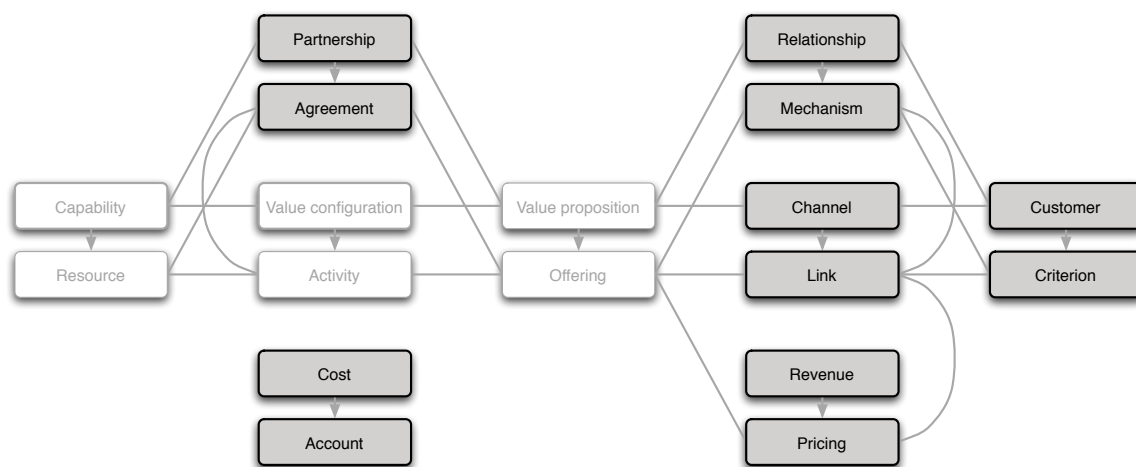 Partnership
Relationship
Agreement
Mechanism
Capability
Value configuration
Value proposition
Channel
Customer
Resource
Activity
Offering
Link
Criterion
Cost
Revenue
Account
Pricing